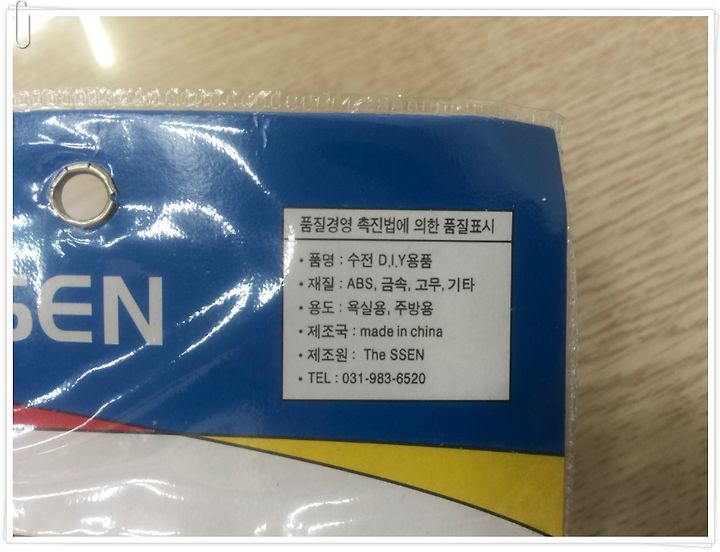 품질경영 촉진법에 의한 품질표시
• 품명 : 수전 D.I.Y용품
• 재질 : ABS, 금속, 고무, 기타
• 용도 : 욕실용, 주방용
• 제조국 : made in china
• 제조원 : The SSEN
• TEL : 031-983-6520
SSEN